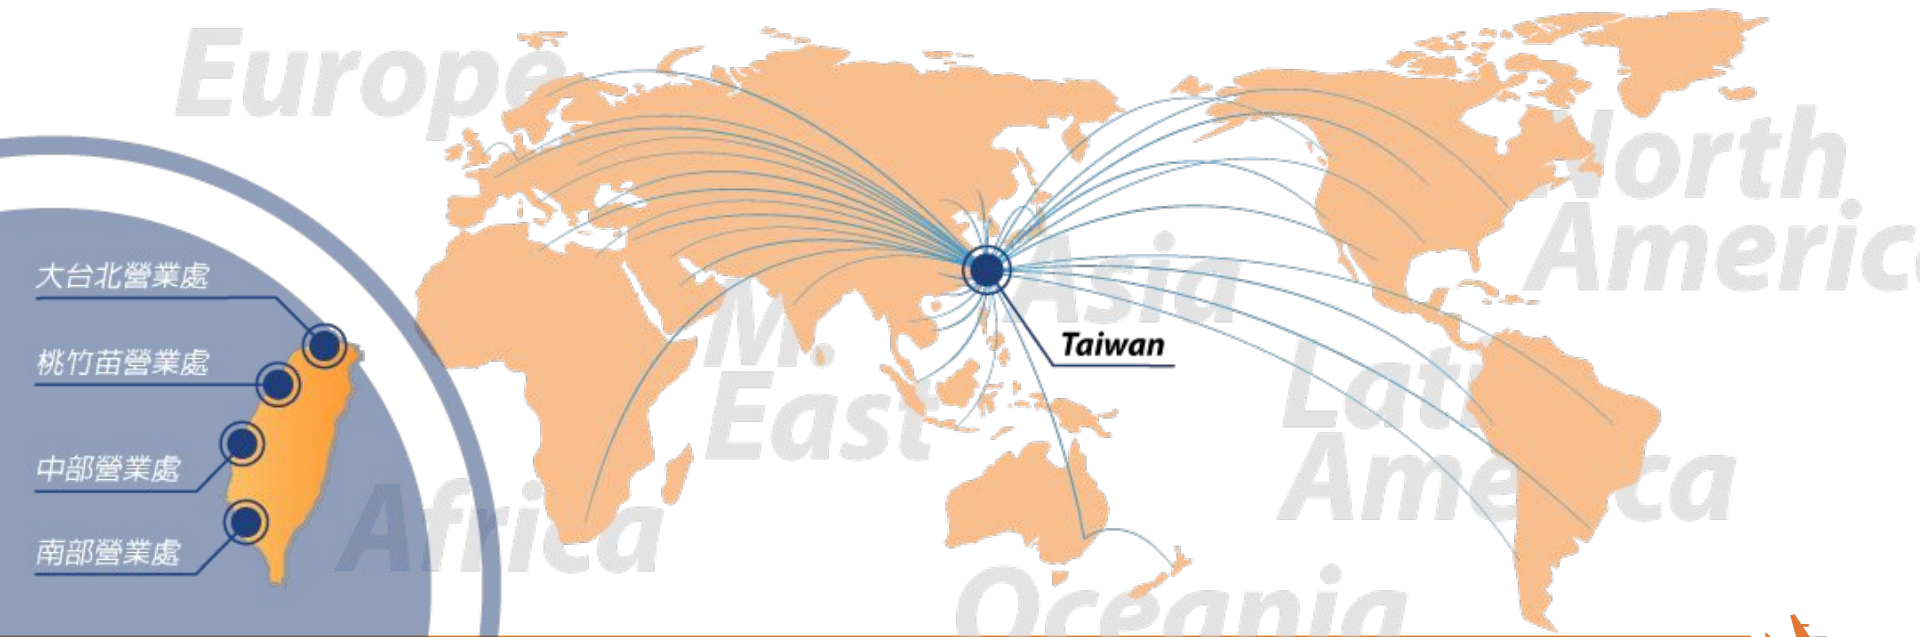 Europe
North
America
大台北營業處
Asia
M.
East
Taiwan
桃竹苗營業處
Latin
America
中部營業處
Africa
南部營業處
Oceania